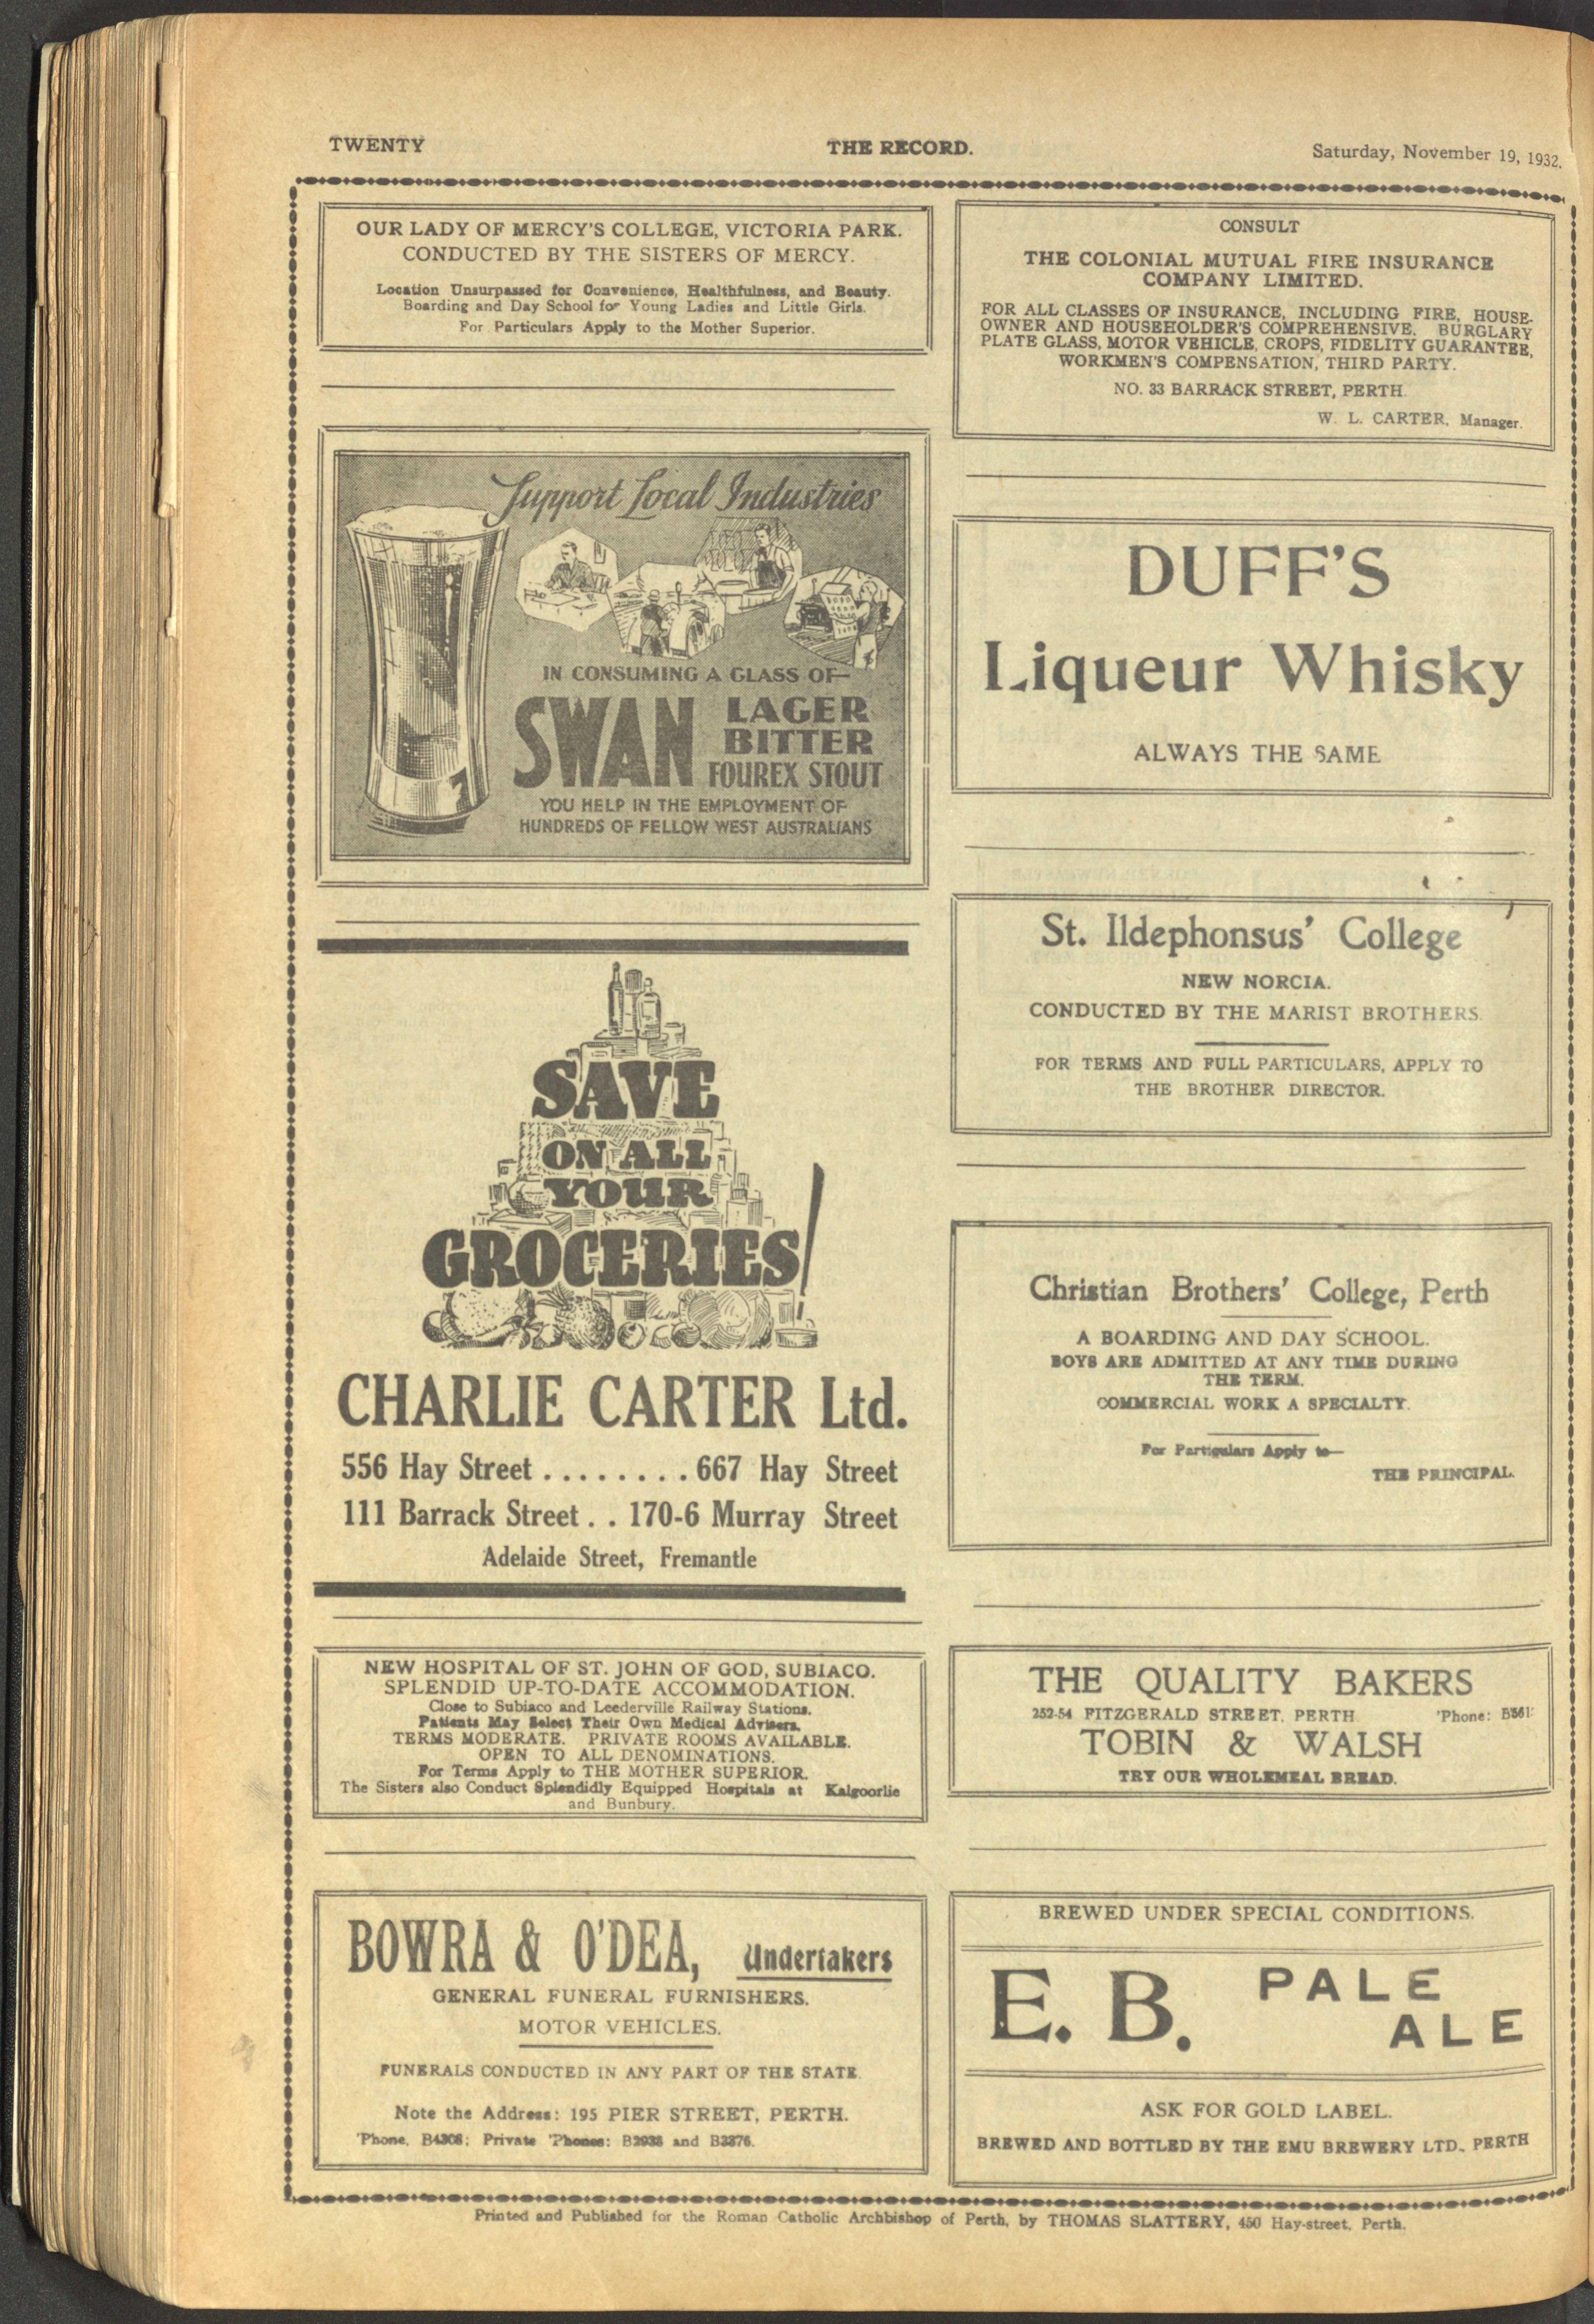 TWENTY
THE RECORD.
Saturday, November 19, 1932.
OUR LADY OF MERCY'S COLLEGE, VICTORIA PARK.
CONDUCTED BY THE SISTERS OF MERCY.
Location Unsurpassed for Convenience, Healthfulness, and Beauty.
Boarding and Day School for Young Ladies and Little Girls.
For Particulars Apply to the Mother Superior.
Support Local Industries
IN CONSUMING A GLASS OF
SWAN
LAGER
BITTER
FOUREX STOUT
YOU HELP IN THE EMPLOYMENT OF
HUNDREDS OF FELLOW WEST AUSTRALIANS
SAVE
ON ALL
YOUR
GROCERIES!
CHARLIE CARTER Ltd.
556 Hay Street ........ 667 Hay Street
111 Barrack Street .. 170-6 Murray Street
Adelaide Street, Fremantle
NEW HOSPITAL OF ST. JOHN OF GOD, SUBIACO.
SPLENDID UP-TO-DATE ACCOMMODATION.
Close to Subiaco and Leederville Railway Stations.
Patients May Select Their Own Medical Advisers.
TERMS MODERATE. PRIVATE ROOMS AVAILABLE.
OPEN TO ALL DENOMINATIONS.
For Terms Apply to THE MOTHER SUPERIOR.
The Sisters also Conduct Splendidly Equipped Hospitals at Kalgoorlie
and Bunbury.
BOWRA & O'DEA, Undertakers
GENERAL FUNERAL FURNISHERS.
MOTOR VEHICLES.
FUNERALS CONDUCTED IN ANY PART OF THE STATE.
Note the Address: 195 PIER STREET, PERTH.
'Phone, B4308; Private 'Phones: B2938 and B3376.
CONSULT
THE COLONIAL MUTUAL FIRE INSURANCE
COMPANY LIMITED.
FOR ALL CLASSES OF INSURANCE, INCLUDING FIRE, HOUSE-
OWNER AND HOUSEHOLDER'S COMPREHENSIVE, BURGLARY
PLATE GLASS, MOTOR VEHICLE, CROPS, FIDELITY GUARANTEE,
WORKMEN'S COMPENSATION, THIRD PARTY.
NO. 33 BARRACK STREET, PERTH.
W. L. CARTER, Manager.
DUFF'S
Liqueur Whisky
ALWAYS THE SAME
St. Ildephonsus' College
NEW NORCIA.
CONDUCTED BY THE MARIST BROTHERS.
FOR TERMS AND FULL PARTICULARS, APPLY TO
THE BROTHER DIRECTOR.
Christian Brothers' College, Perth
A BOARDING AND DAY SCHOOL.
BOYS ARE ADMITTED AT ANY TIME DURING
THE TERM.
COMMERCIAL WORK A SPECIALTY.
For Particulars Apply to—
THE PRINCIPAL.
THE QUALITY BAKERS
252-54 FITZGERALD STREET, PERTH 'Phone:
TOBIN & WALSH
TRY OUR WHOLEMEAL BREAD.
BREWED UNDER SPECIAL CONDITIONS.
E. B. PALE
ALE
ASK FOR GOLD LABEL.
BREWED AND BOTTLED BY THE EMU BREWERY LTD., PERTH
Printed and Published for the Roman Catholic Archbishop of Perth, by THOMAS SLATTERY, 450 Hay-street, Perth.